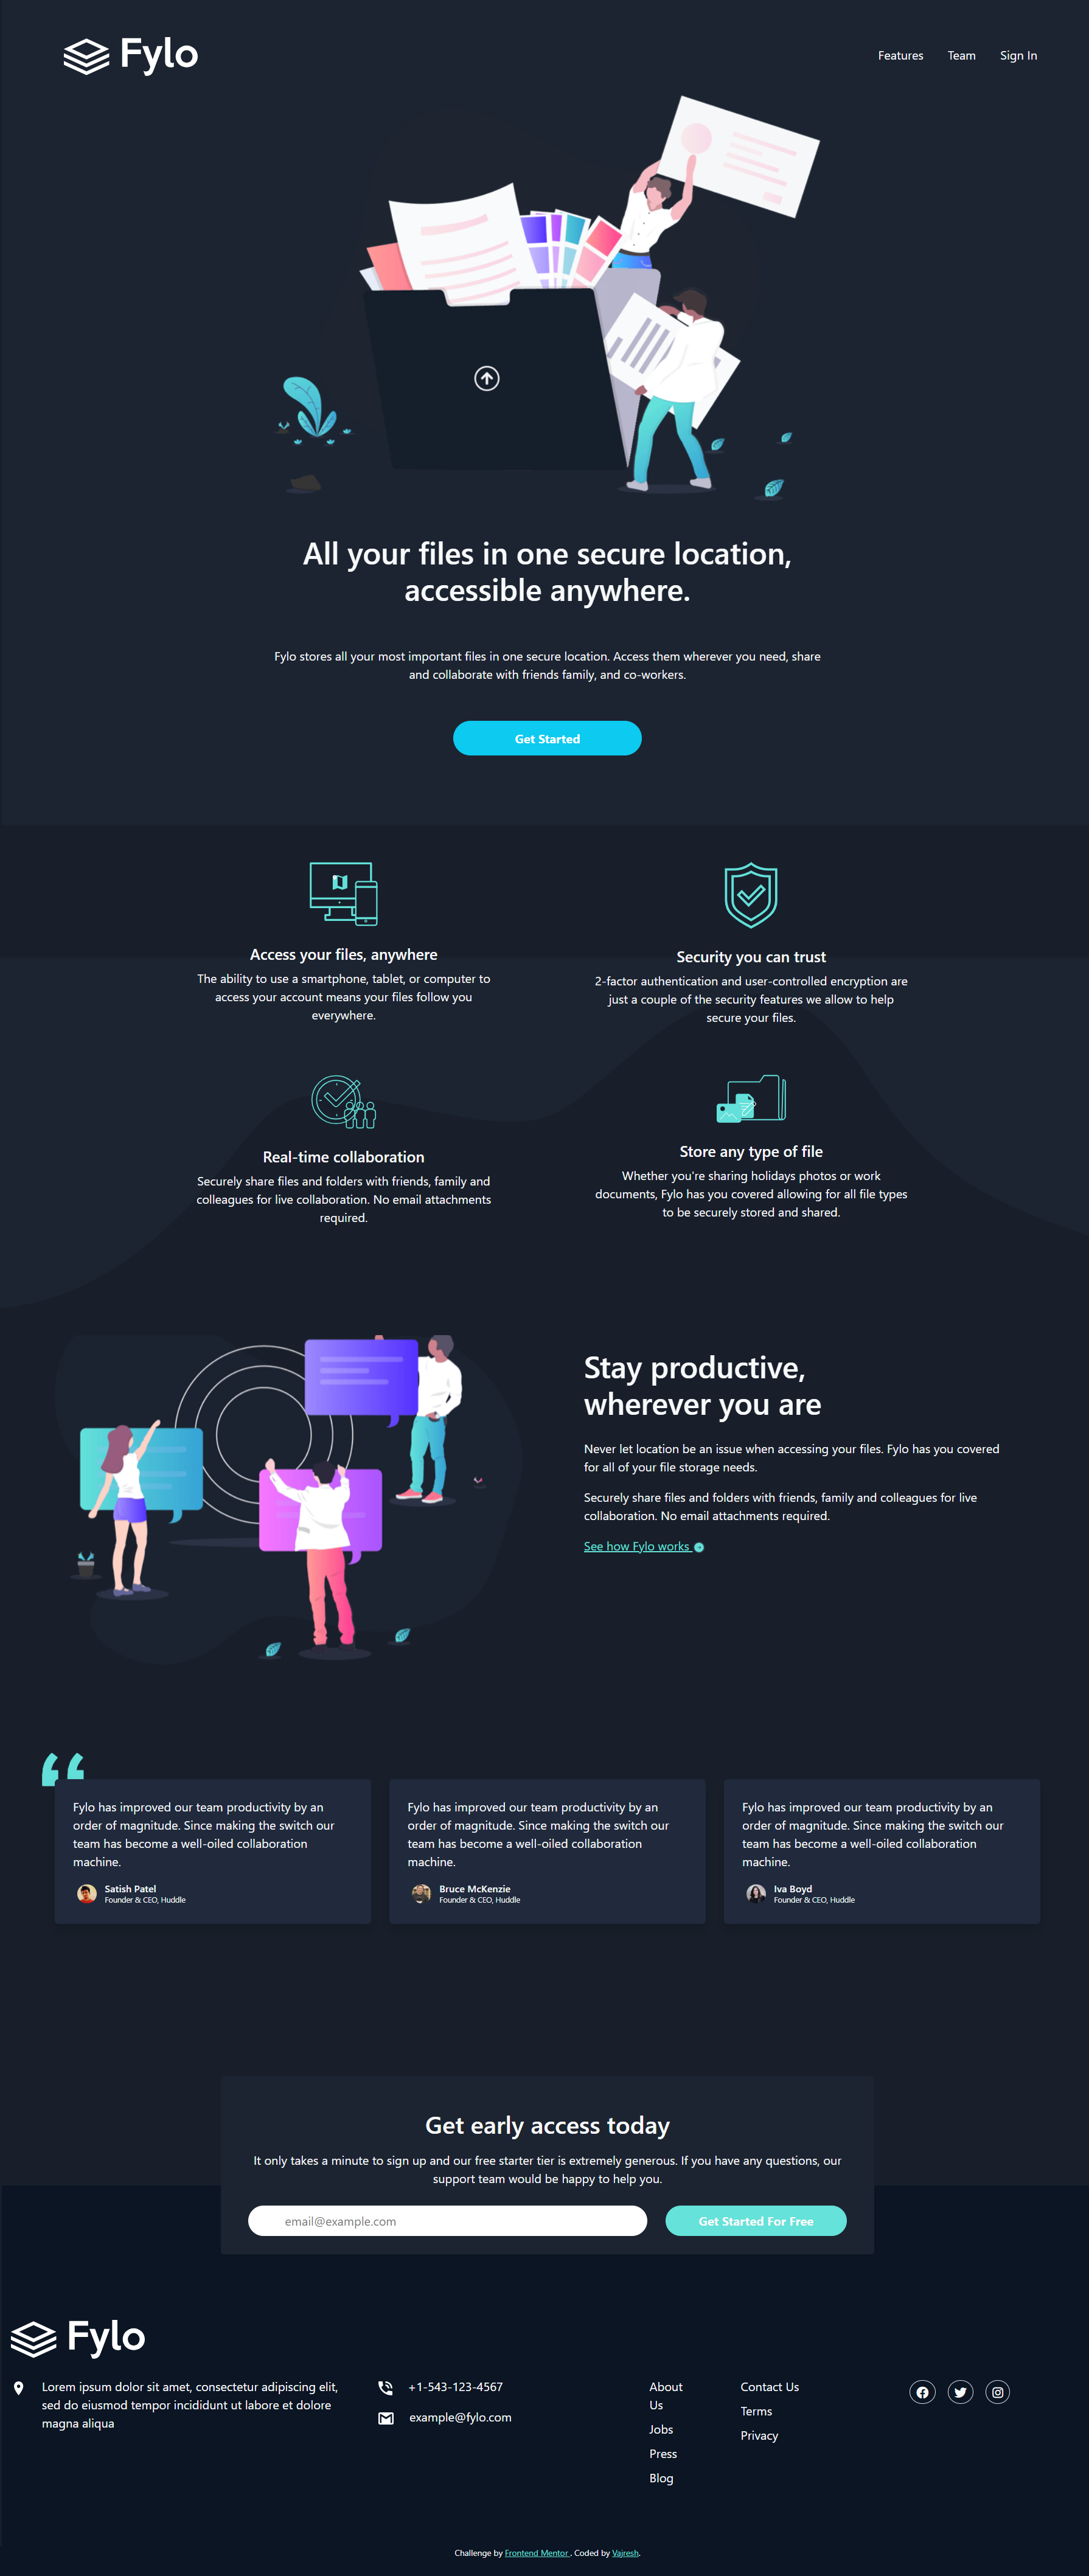 Fylo
Features Team Sign In
All your files in one secure location,
accessible anywhere.
Fylo stores all your most important files in one secure location. Access them wherever you need, share
and collaborate with friends family, and co-workers.
Get Started
Access your files, anywhere
The ability to use a smartphone, tablet, or computer to
access your account means your files follow you
everywhere.
Security you can trust
2-factor authentication and user-controlled encryption are
just a couple of the security features we allow to help
secure your files.
Real-time collaboration
Securely share files and folders with friends, family and
colleagues for live collaboration. No email attachments
required.
Store any type of file
Whether you're sharing holidays photos or work
documents, Fylo has you covered allowing for all file types
to be securely stored and shared.
Stay productive,
wherever you are
Never let location be an issue when accessing your files. Fylo has you covered
for all of your file storage needs.
Securely share files and folders with friends, family and colleagues for live
collaboration. No email attachments required.
See how Fylo works
Fylo has improved our team productivity by an
order of magnitude. Since making the switch our
team has become a well-oiled collaboration
machine.
Satish Patel
Founder & CEO, Huddle
Fylo has improved our team productivity by an
order of magnitude. Since making the switch our
team has become a well-oiled collaboration
machine.
Bruce McKenzie
Founder & CEO, Huddle
Fylo has improved our team productivity by an
order of magnitude. Since making the switch our
team has become a well-oiled collaboration
machine.
Iva Boyd
Founder & CEO, Huddle
Get early access today
It only takes a minute to sign up and our free starter tier is extremely generous. If you have any questions, our
support team would be happy to help you.
email@example.com
Get Started For Free
Fylo
Lorem ipsum dolor sit amet, consectetur adipiscing elit,
sed do eiusmod tempor incididunt ut labore et dolore
magna aliqua
+1-543-123-4567
example@fylo.com
About
Us
Jobs
Press
Blog
Contact Us
Terms
Privacy
Challenge by Frontend Mentor . Coded by Vajresh.